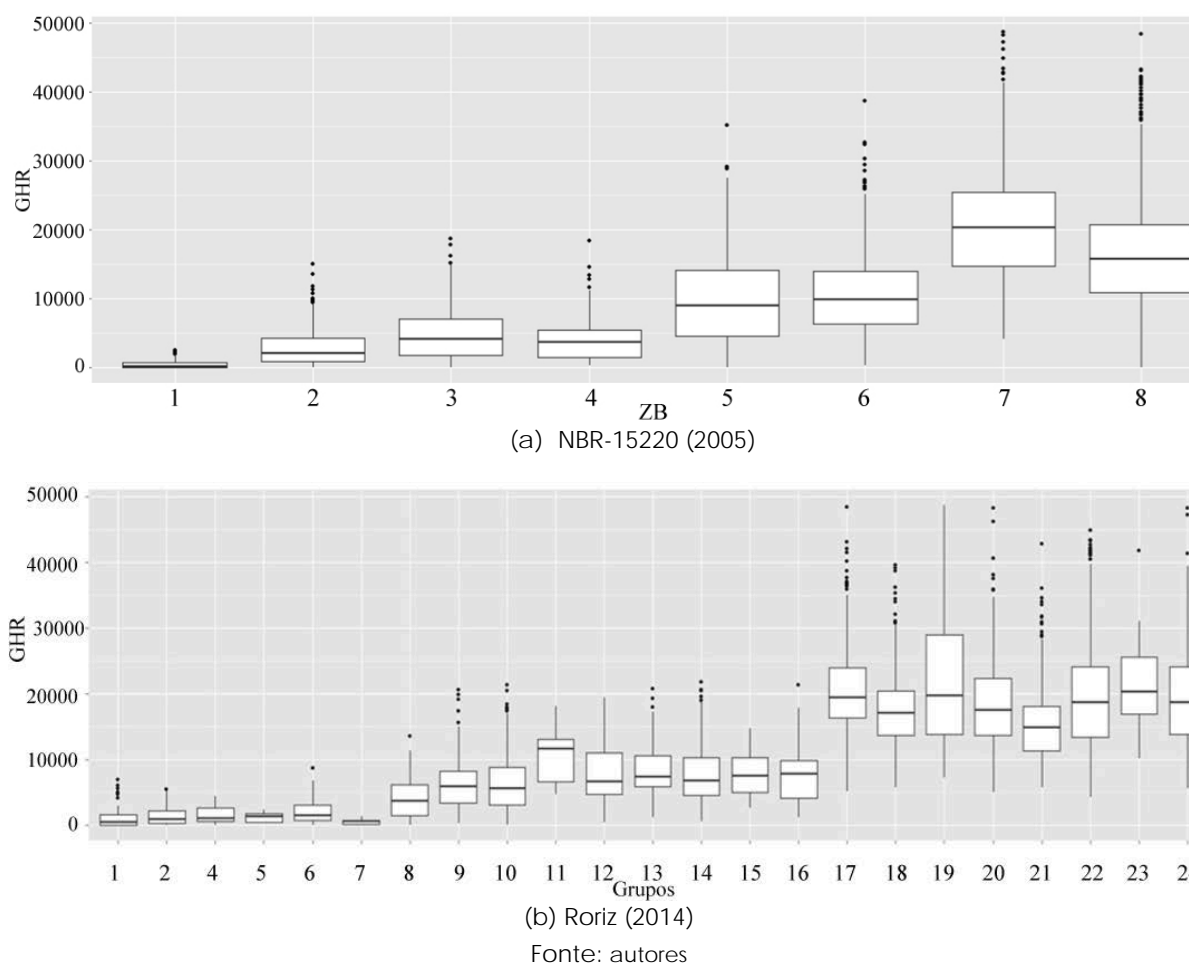 50000
40000
30000
20000
10000
0
GHR
1 2 3 4 5 6 7 8
ZB
(a) NBR-15220 (2005)
50000
40000
30000
20000
10000
0
GHR
1 2 4 5 6 7 8 9 10 11 12 13 14 15 16 17 18 19 20 21 22 23
Grupos
(b) Roriz (2014)
Fonte: autores